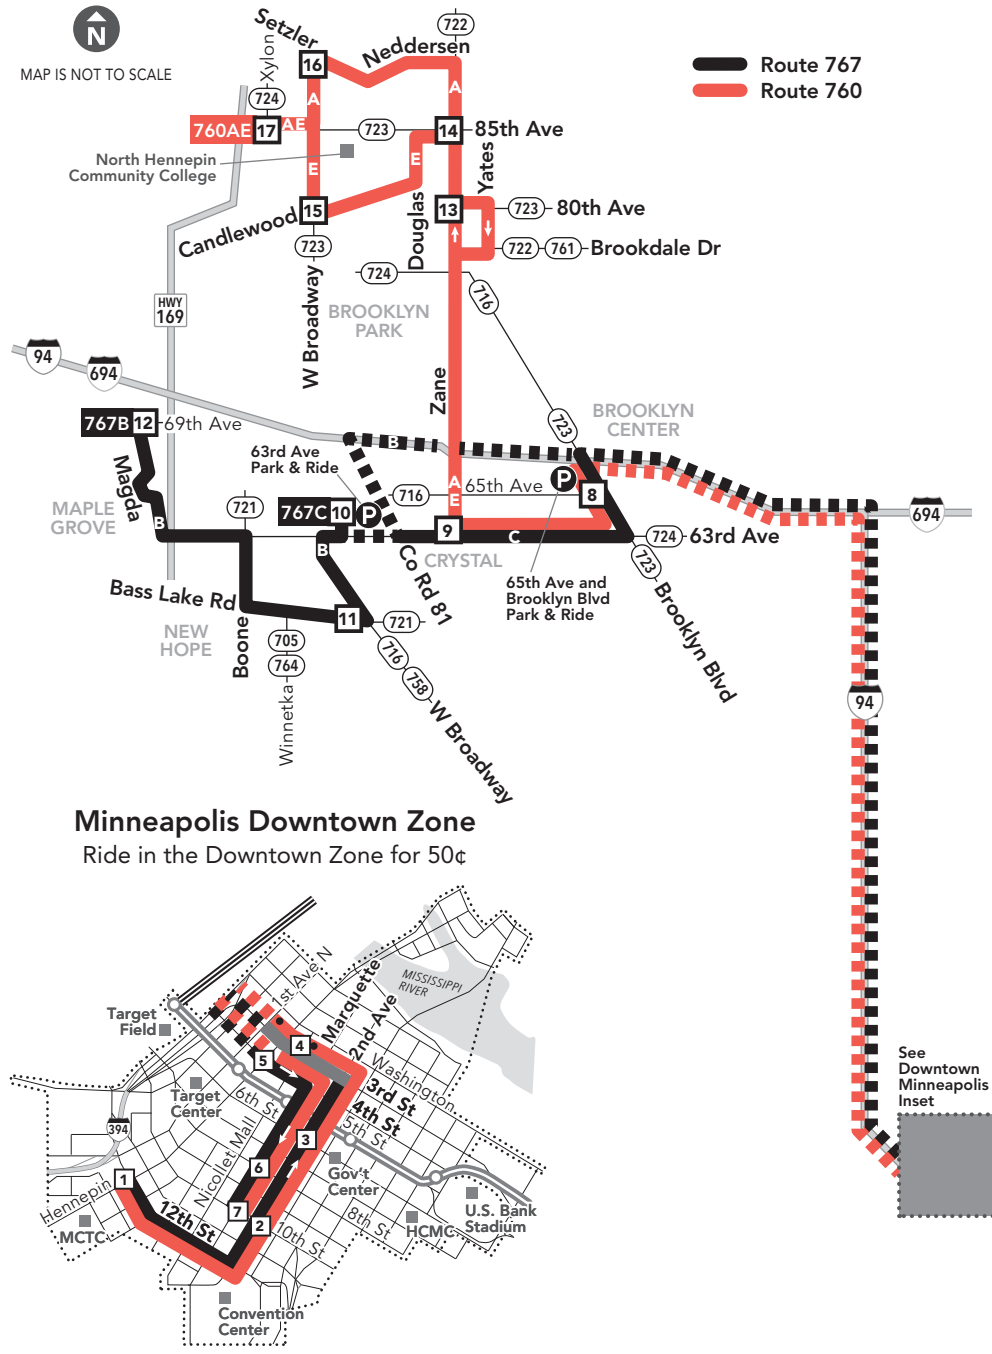 N
MAP IS NOT TO SCALE
Route 767
Route 760
722
Setzler
Neddersen
Xylon
16
724
A
A
760AE
17
AE
723
14
85th Ave
North Hennepin
Community College
E
E
Yates
Candlewood
15
Douglas
13
723
80th Ave
723
722
761
Brookdale Dr
724
716
HWY
169
W Broadway
BROOKLYN
PARK
94
694
Zane
723
BROOKLYN
CENTER
767B
12
69th Ave
B
63rd Ave
Park & Ride
Magda
A
E
716
65th Ave
P
8
MAPLE
GROVE
721
767C
10
P
694
B
9
C
724
63rd Ave
B
CRYSTAL
723
Co Rd 81
Bass Lake Rd
65th Ave and
Brooklyn Blvd
Park & Ride
Brooklyn Blvd
NEW
HOPE
Boone
11
721
705
764
716
758
94
Winnetka
W Broadway
Minneapolis Downtown Zone
Ride in the Downtown Zone for 50¢
1st Ave N
Marquette
2nd Ave
MISSISSIPPI
RIVER
Target
Field
4
5
Washington
Target
Center
6th St
3rd St
4th St
5th St
394
Nicollet Mall
3
6
Gov't
Center
1
Hennepin
12th St
7
2
10th St
8th St
MCTC
HCMC
U.S. Bank
Stadium
Convention
Center
See
Downtown
Minneapolis
Inset